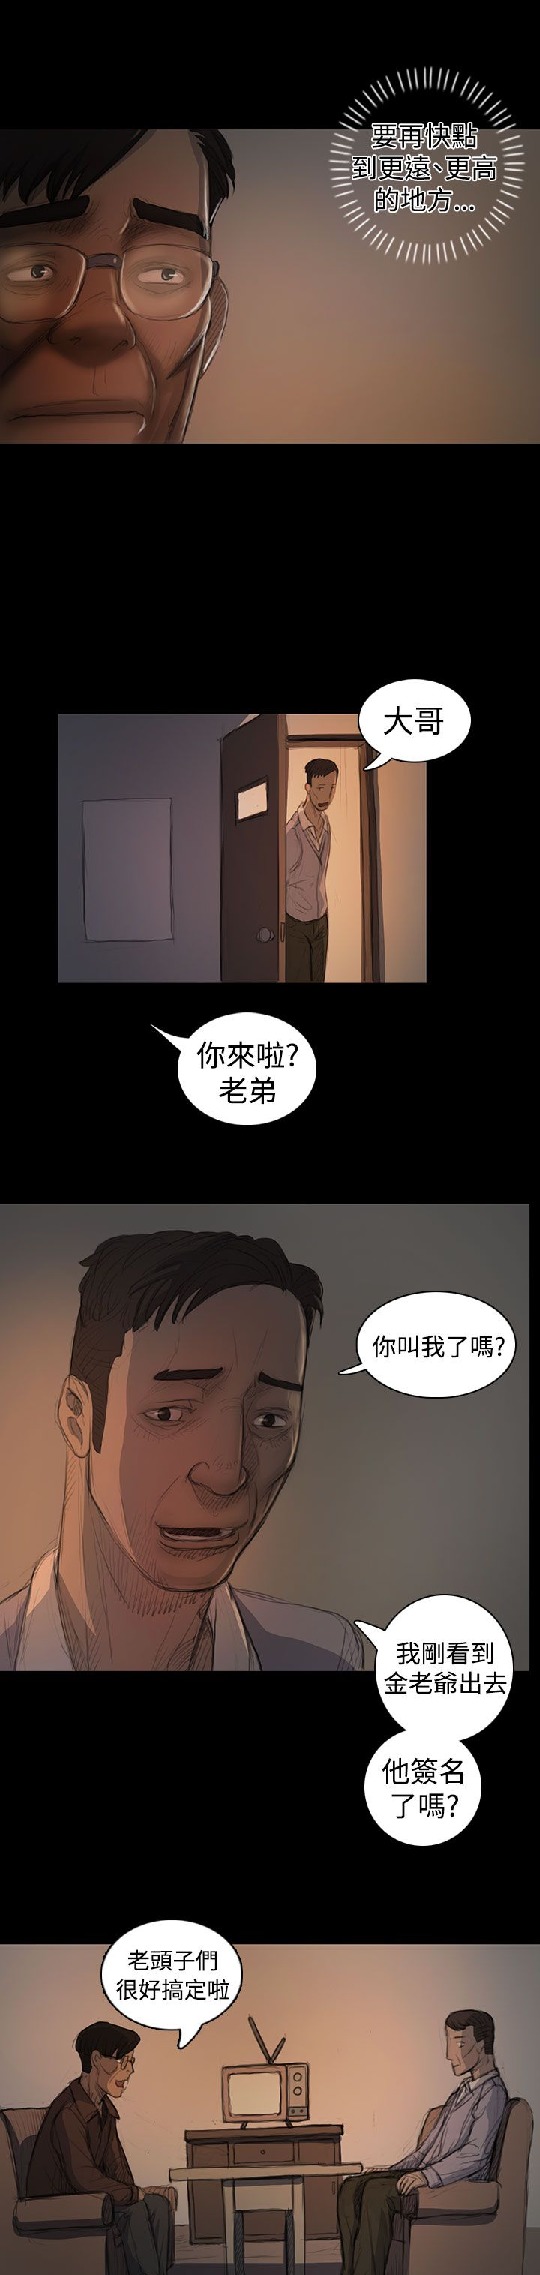 要再快點
到更遠、更高
的地方...
大哥
你來啦?
老弟
你叫我了嗎?
我剛看到
金老爺出去
他簽名
了嗎?
老頭子們
很好搞定啦